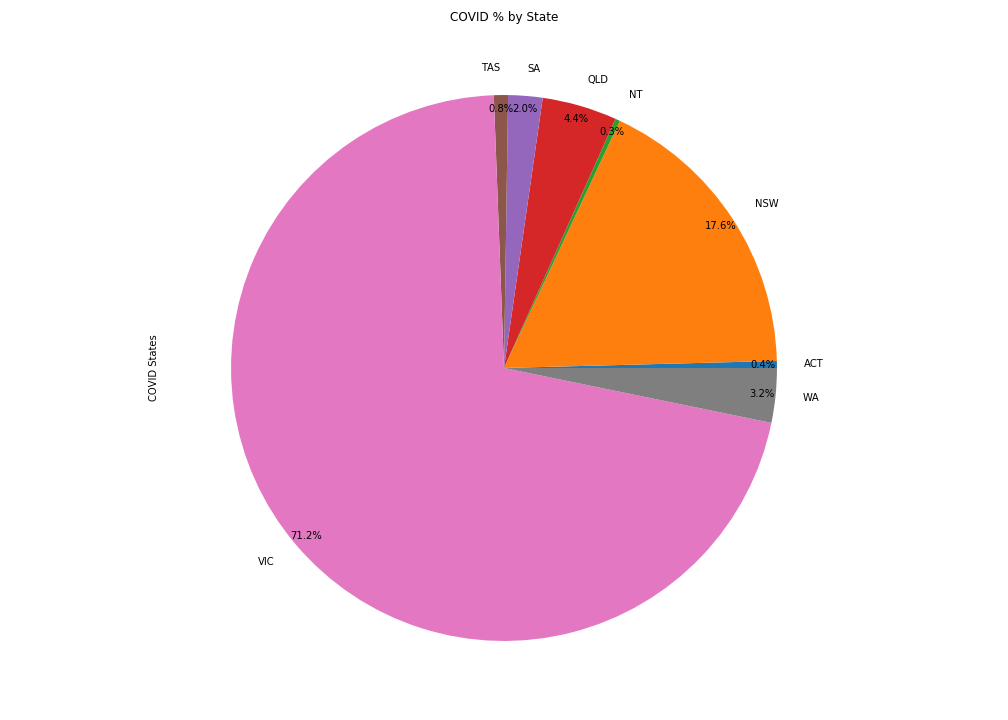 COVID % by State
TAS
SA
QLD
NT
0.8%
2.0%
4.4%
0.3%
NSW
17.6%
COVID States
0.4%
ACT
3.2%
WA
71.2%
VIC